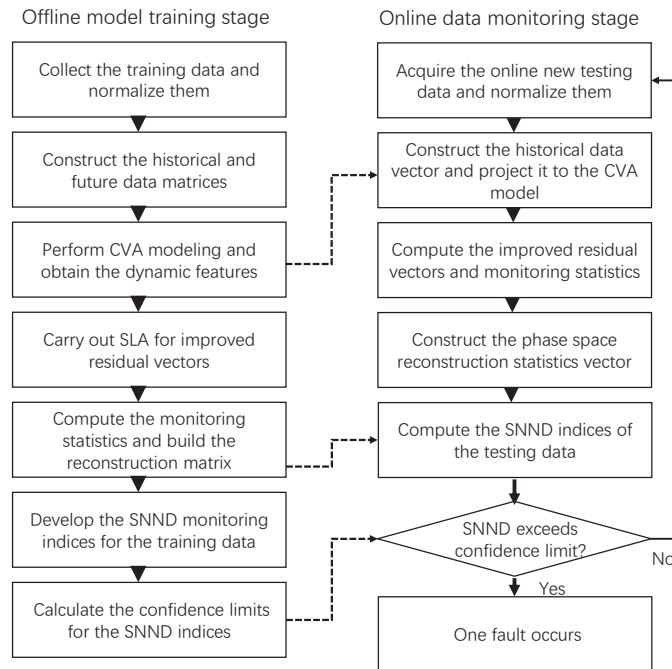 Offline model training stage
Collect the training data and
normalize them
Construct the historical and
future data matrices
Perform CVA modeling and
obtain the dynamic features
Carry out SLA for improved
residual vectors
Compute the monitoring
statistics and build the
reconstruction matrix
Develop the SNND monitoring
indices for the training data
Calculate the confidence limits
for the SNND indices
Online data monitoring stage
Acquire the online new testing
data and normalize them
Construct the historical data
vector and project it to the CVA
model
Compute the improved residual
vectors and monitoring statistics
Construct the phase space
reconstruction statistics vector
Compute the SNND indices of
the testing data
SNND exceeds
confidence limit?
No
Yes
One fault occurs